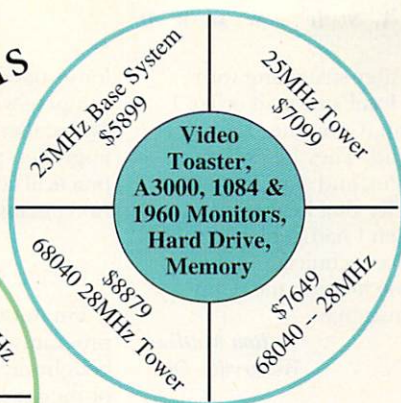 25MHz Base System
$5899
25MHz Tower
$7099
Video
Toaster,
A3000, 1084 &
1960 Monitors,
Hard Drive,
Memory
$8879
68040 28MHz Tower
$7649
68040 -- 28MHz